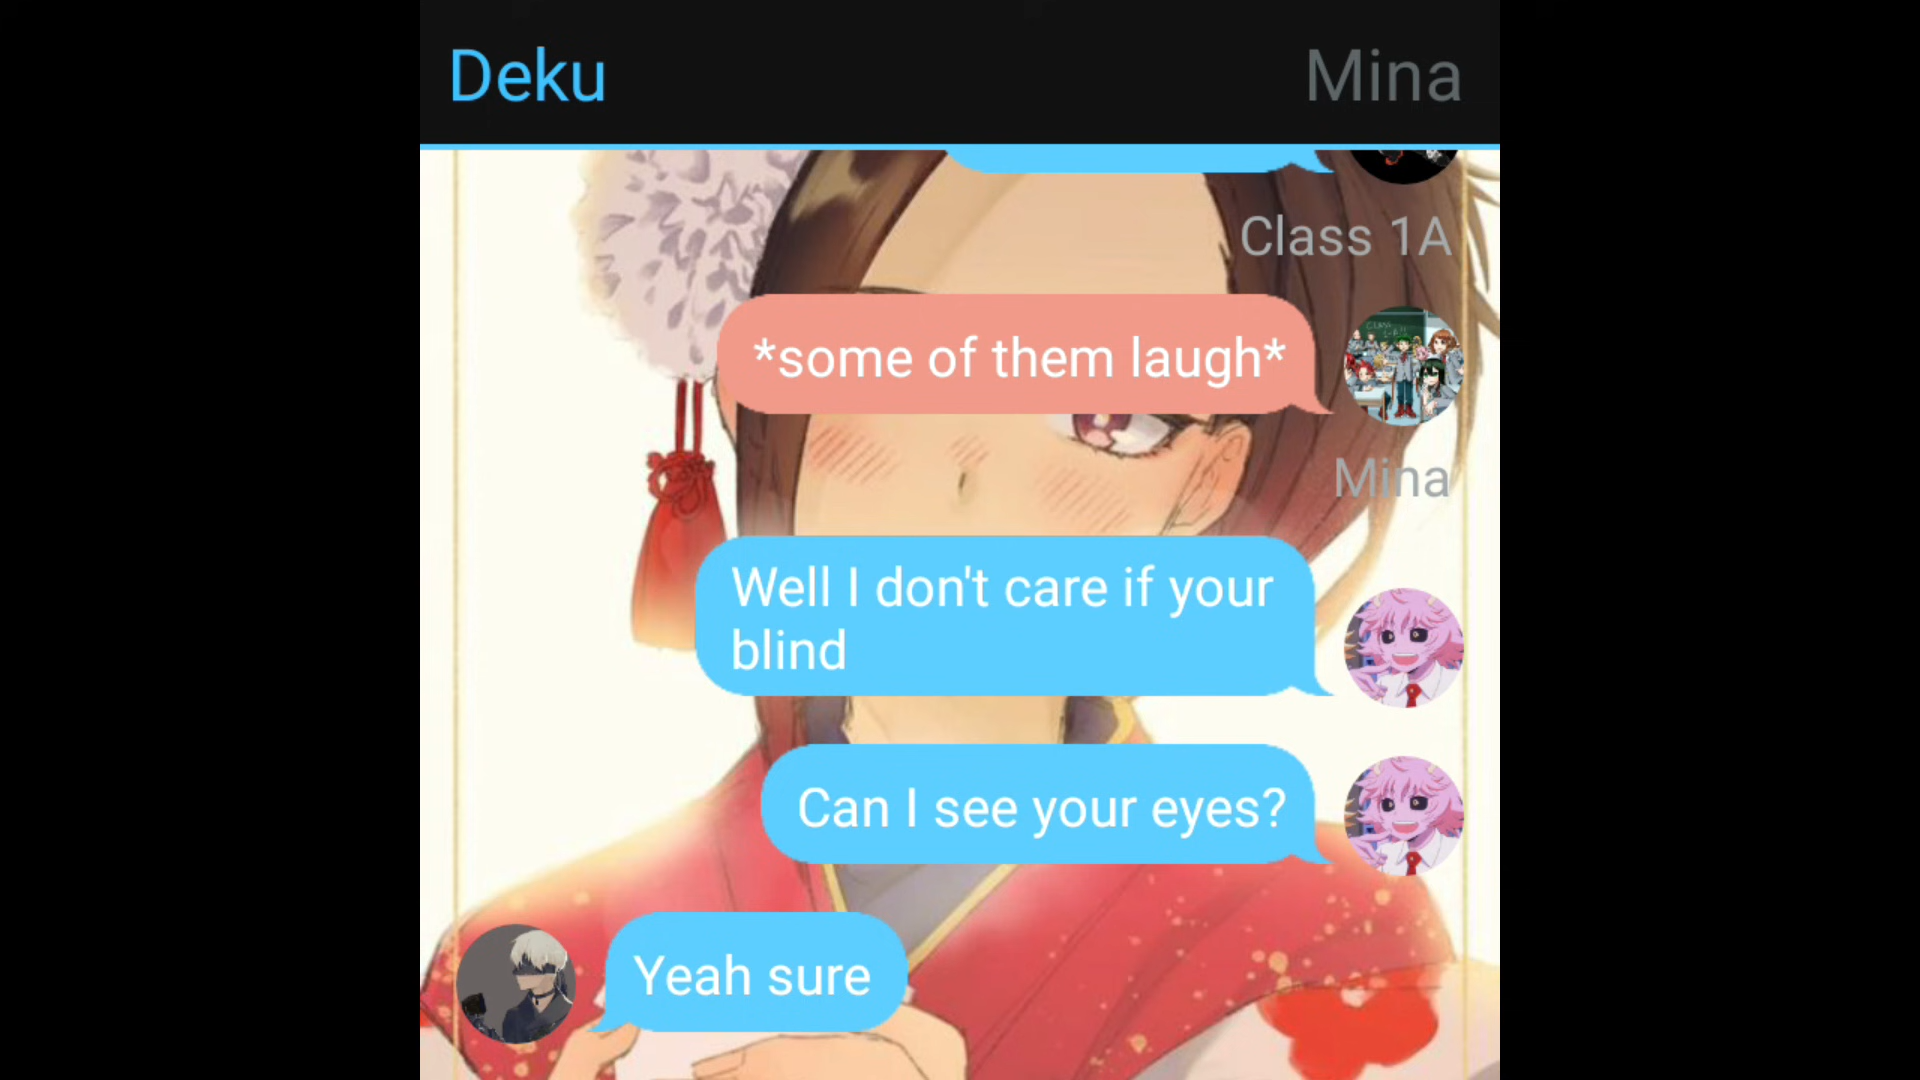 Deku
Mina
Class 1A
*some of them laugh*
Mina
Well I don't care if your
blind
Can I see your eyes?
Yeah sure